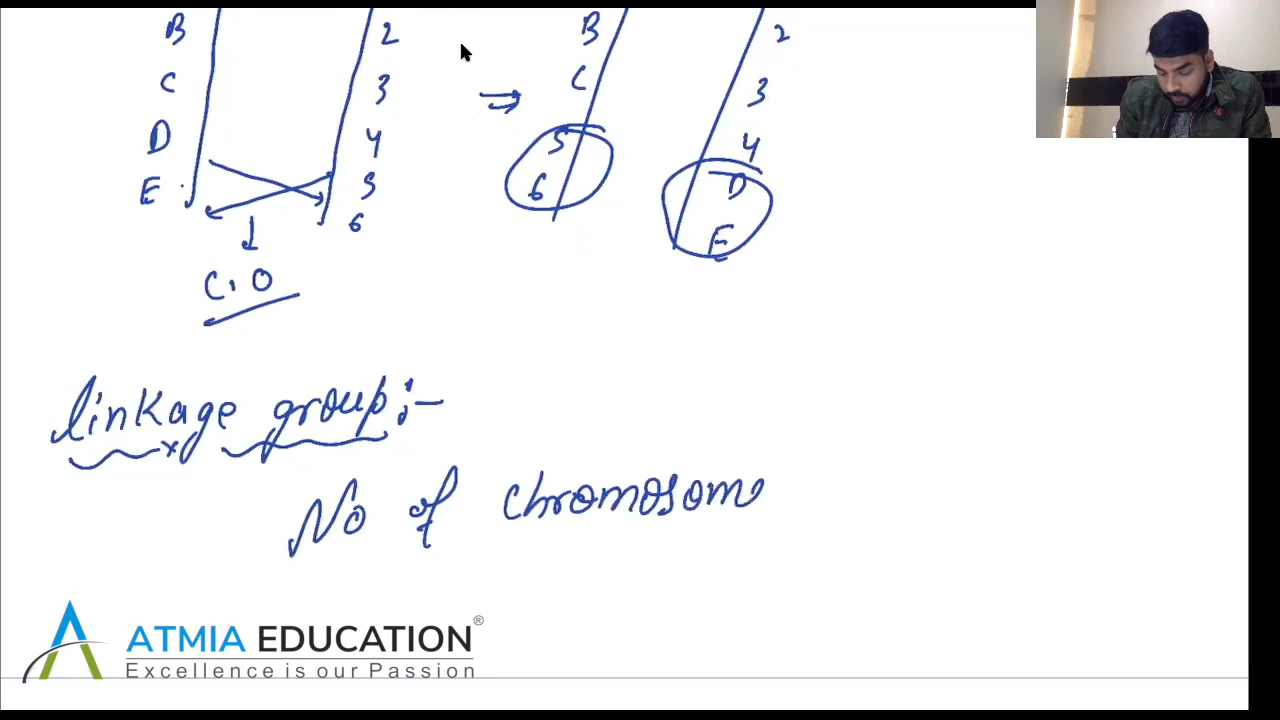 B 2 B 2
C 3 C 3
D 4 ⇒ 5 4
E 5 6 D
6 E
C.O
linkage group :-
No of chromosome
ATMIA EDUCATION®
Excellence is our Passion